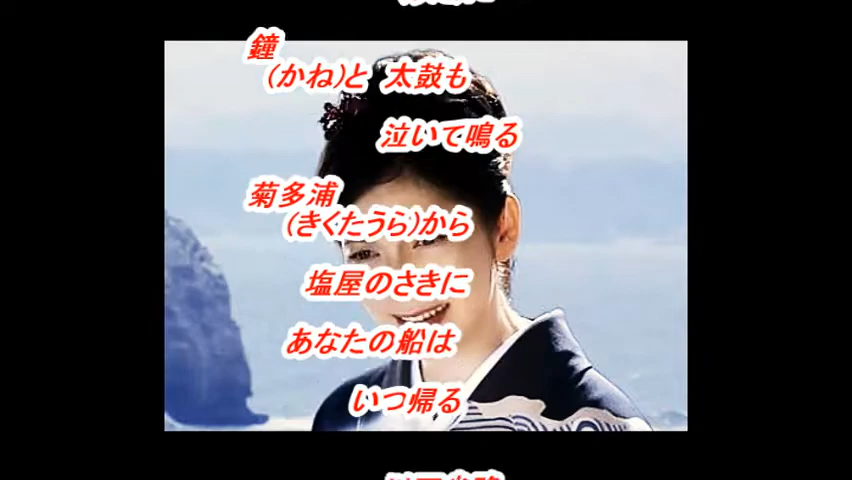 鐘
(かね)と 太鼓も
泣いて鳴る
菊多浦
(きくたうら)から
塩屋のさきに
あなたの船は
いつ帰る